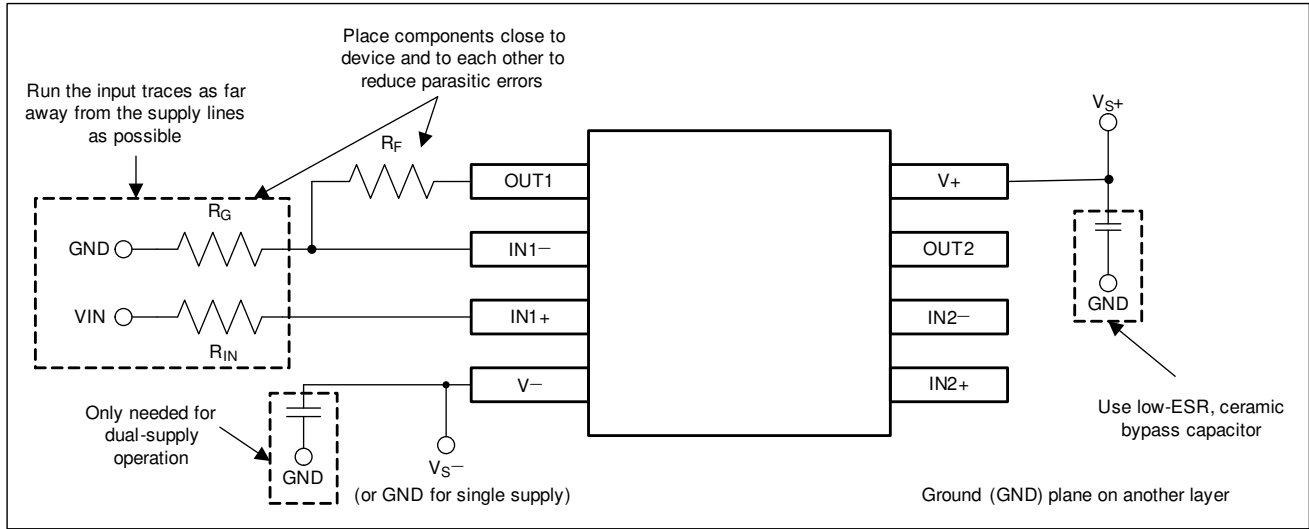 Place components close to
device and to each other to
reduce parasitic errors
Run the input traces as far
away from the supply lines
as possible
VS+
RF
OUT1
V+
RG
GND
IN1−
OUT2
GND
VIN
IN1+
IN2−
RIN
V−
IN2+
Only needed for
dual-supply
operation
GND
VS−
(or GND for single supply)
Use low-ESR, ceramic
bypass capacitor
Ground (GND) plane on another layer